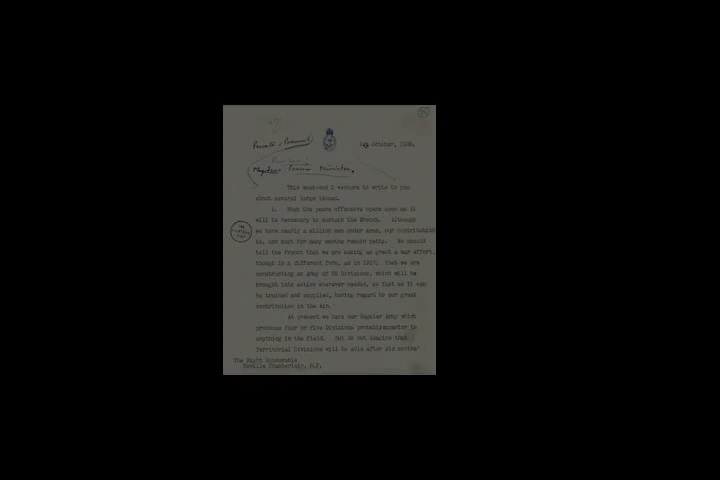 October, 19
My dear Prime Minister,
This week-end I venture to write to you
about several large issues.
1. When the peace offensive opens upon us it
will be necessary to sustain the French. Although
we have nearly a million men under arms, our contribution
is, and must for many months remain petty. We should
tell the French that we are making as great a war effort,
though in a different form, as in 1917; that we are
constructing an Army of 55 Divisions, which will be
brought into action wherever needed, as fast as it can
be trained and supplied, having regard to our great
contribution in the air.
At present we have our Regular Army which
produces four or five Divisions probably superior to
anything in the field. But do not imagine that
Territorial Divisions will be able after six months'
The Right Honourable
Neville Chamberlain, M.P.